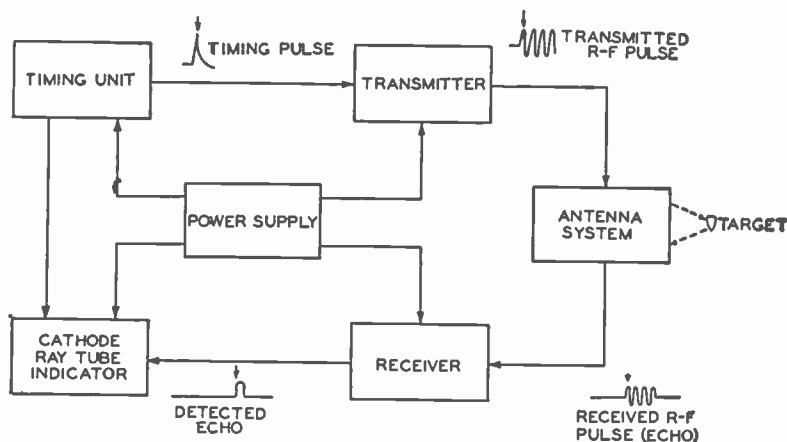 TIMING PULSE
TRANSMITTED
R-F PULSE
TIMING UNIT
TRANSMITTER
POWER SUPPLY
ANTENNA
SYSTEM
TARGET
CATHODE
RAY TUBE
INDICATOR
RECEIVER
DETECTED
ECHO
RECEIVED R-F
PULSE (ECHO)